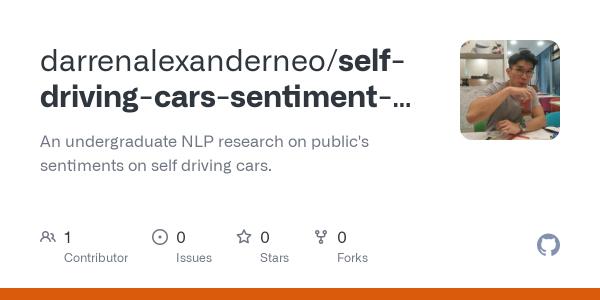 darrenalexanderneo/self-
driving-cars-sentiment-...
An undergraduate NLP research on public's
sentiments on self driving cars.
1
Contributor
0
Issues
0
Stars
0
Forks